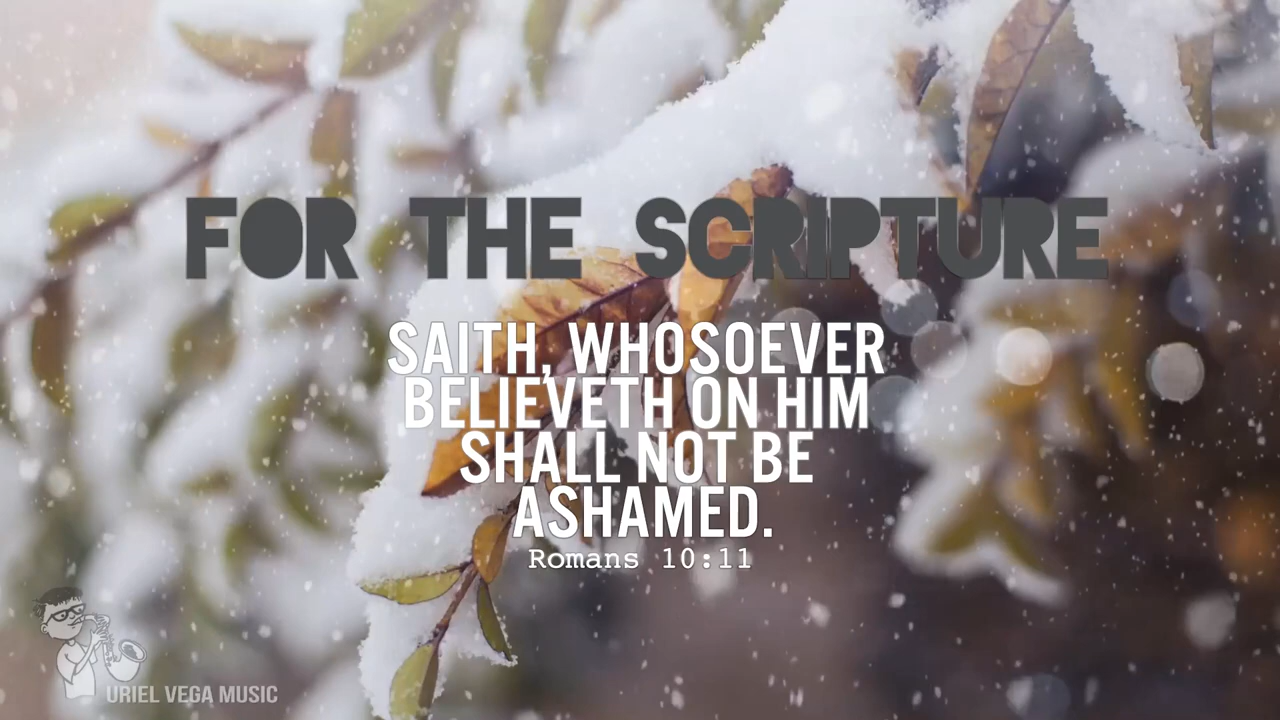 FOR THE SCRIPTURE
SAITH, WHOSOEVER
BELIEVETH ON HIM
SHALL NOT BE
ASHAMED.
Romans 10:11
URIEL VEGA MUSIC